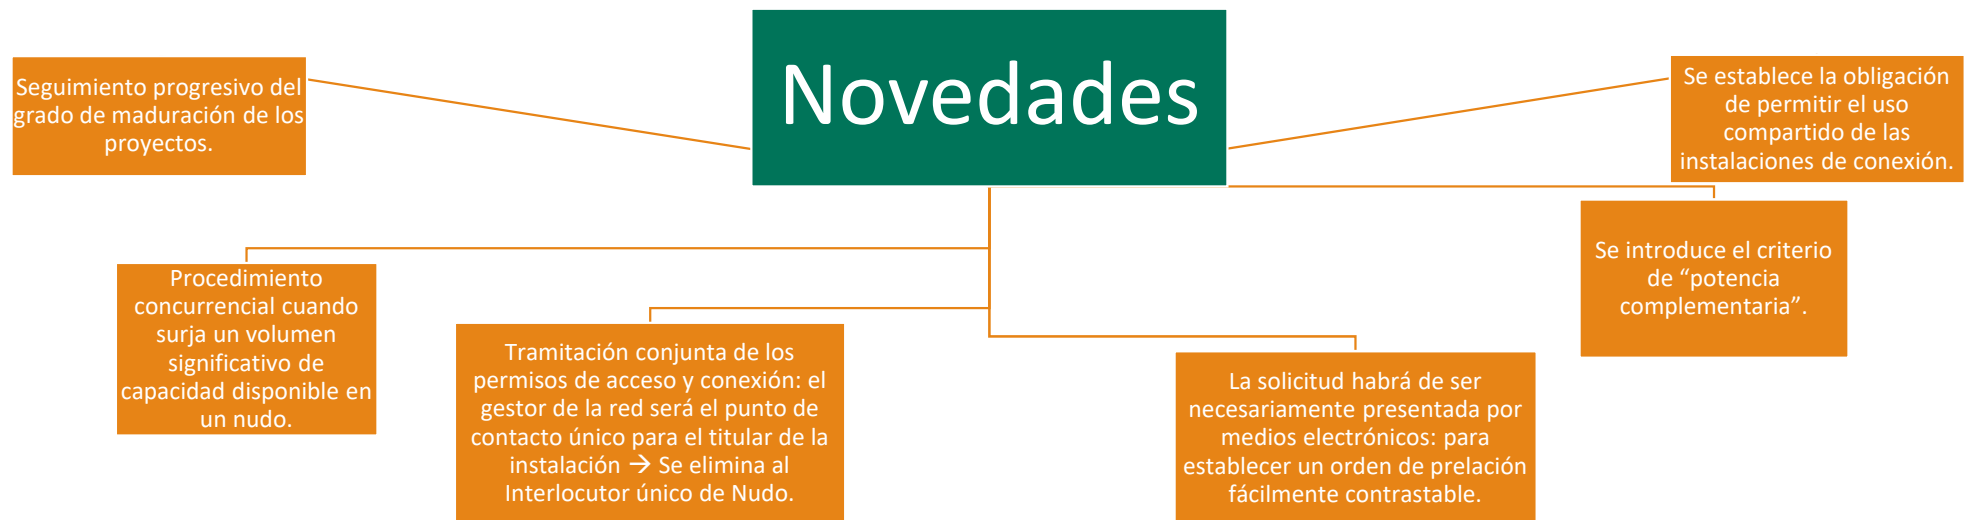 Novedades
Seguimiento progresivo del
grado de maduración de los
proyectos.
Procedimiento
concurrencial cuando
surja un volumen
significativo de
capacidad disponible en
un nudo.
Tramitación conjunta de los
permisos de acceso y conexión: el
gestor de la red será el punto de
contacto único para el titular de la
instalación → Se elimina al
Interlocutor único de Nudo.
La solicitud habrá de ser
necesariamente presentada por
medios electrónicos: para
establecer un orden de prelación
fácilmente contrastable.
Se introduce el criterio
de “potencia
complementaria”.
Se establece la obligación
de permitir el uso
compartido de las
instalaciones de conexión.